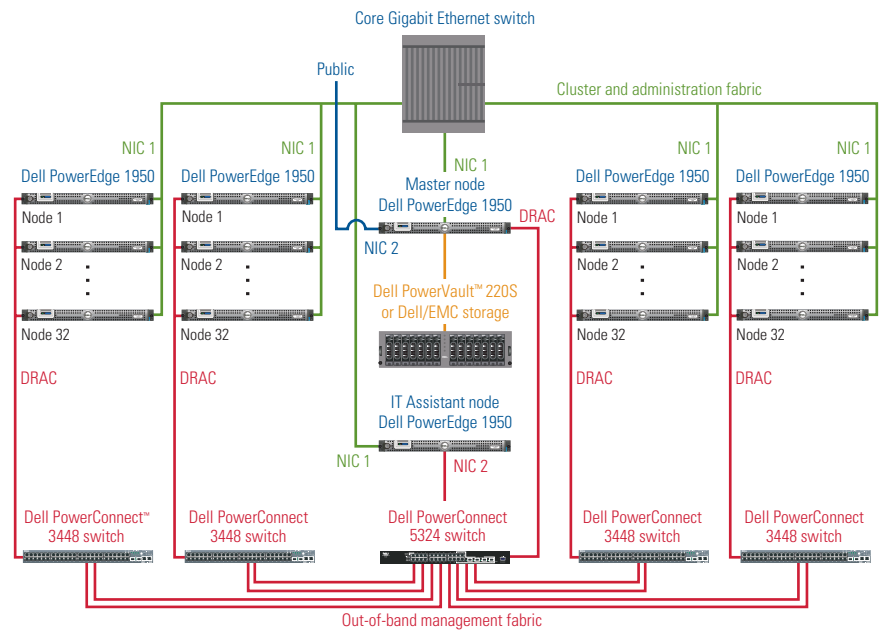 Core Gigabit Ethernet switch
Public
Cluster and administration fabric
NIC 1
NIC 1
NIC 1
NIC 1
NIC 1
Dell PowerEdge 1950
Dell PowerEdge 1950
Master node
Dell PowerEdge 1950
Dell PowerEdge 1950
Dell PowerEdge 1950
Node 1
Node 1
DRAC
Node 1
Node 1
NIC 2
Node 2
Node 2
Node 2
Node 2
Dell PowerVault™ 220S
or Dell/EMC storage
Node 32
Node 32
Node 32
Node 32
DRAC
DRAC
DRAC
DRAC
IT Assistant node
Dell PowerEdge 1950
NIC 1
NIC 2
Dell PowerConnect™
3448 switch
Dell PowerConnect
3448 switch
Dell PowerConnect
5324 switch
Dell PowerConnect
3448 switch
Dell PowerConnect
3448 switch
Out-of-band management fabric